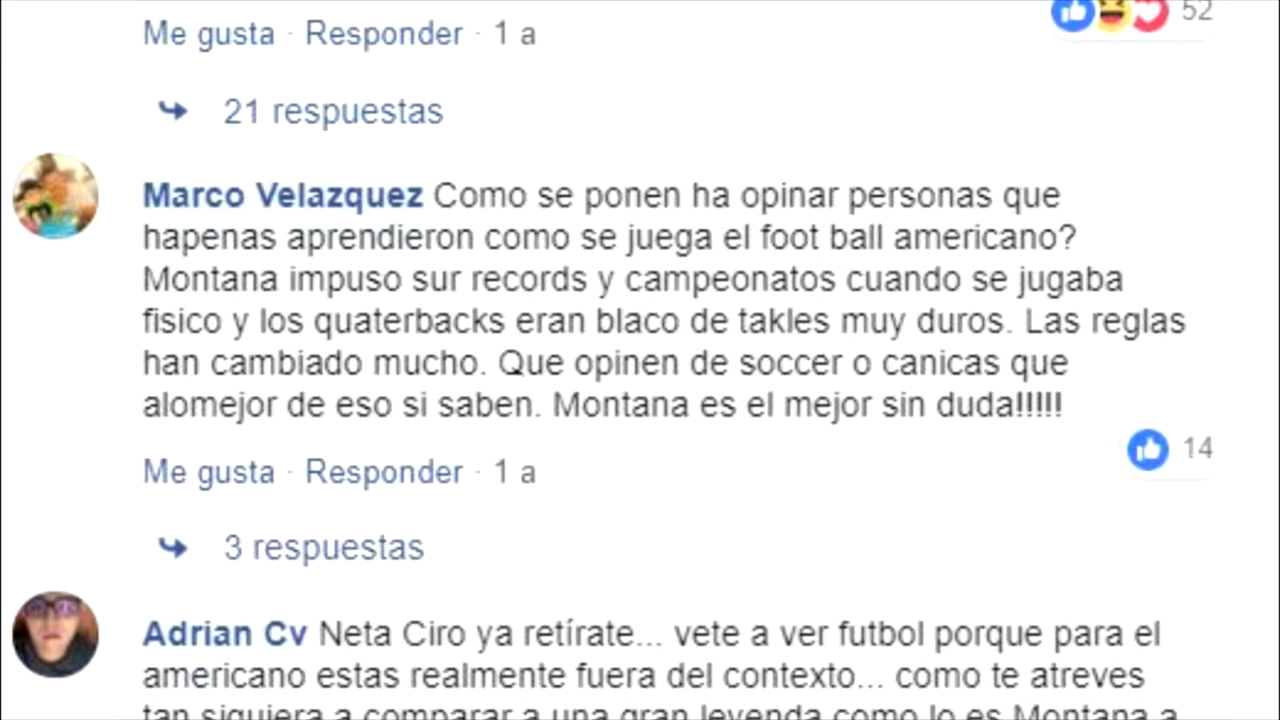 52
Me gusta · Responder · 1 a
21 respuestas
Marco Velazquez Como se ponen ha opinar personas que
hapenas aprendieron como se juega el foot ball americano?
Montana impuso sur records y campeonatos cuando se jugaba
fisico y los quaterbacks eran blaco de takles muy duros. Las reglas
han cambiado mucho. Que opinen de soccer o canicas que
alomejor de eso si saben. Montana es el mejor sin duda!!!!!
14
Me gusta · Responder · 1 a
3 respuestas
Adrian Cv Neta Ciro ya retírate... vete a ver futbol porque para el
americano estas realmente fuera del contexto... como te atreves
tan siquiera a comparar a una gran leyenda como lo es Montana a